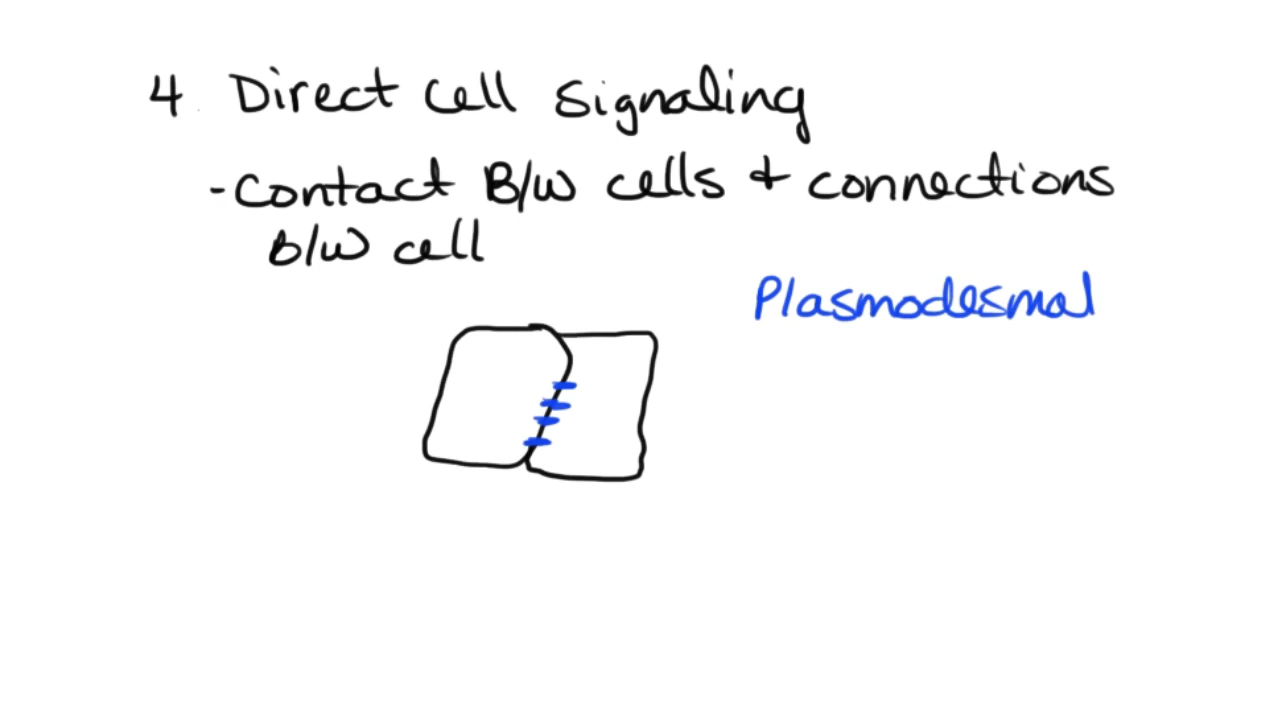 4 Direct cell signaling
- Contact B/w cells + connections
B/w cell
Plasmodesmal